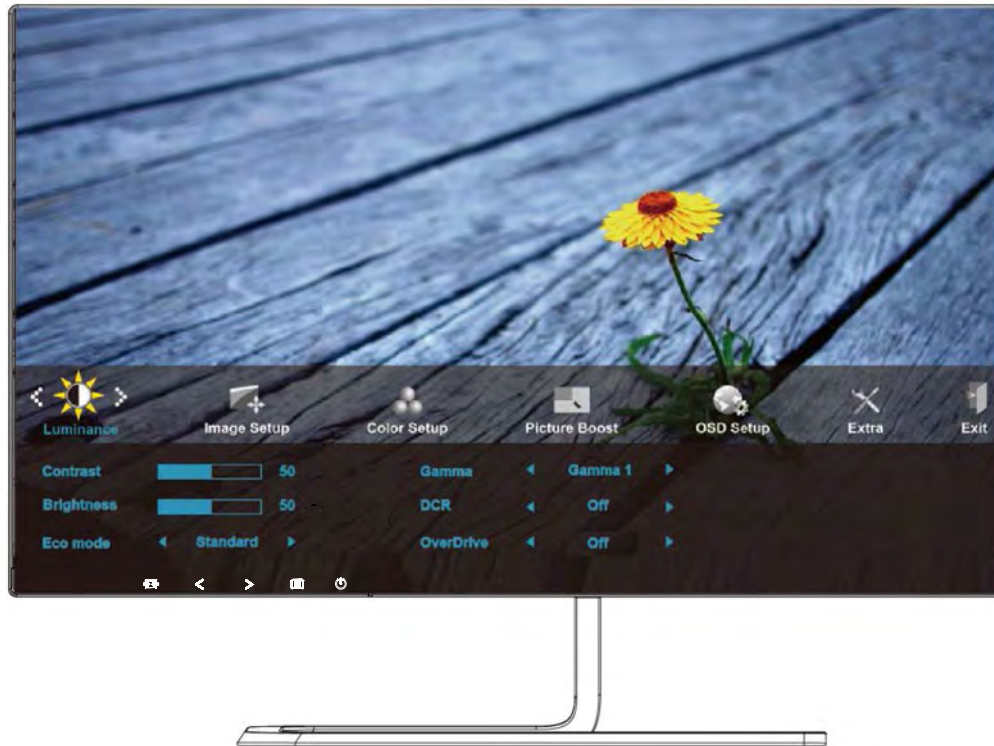 Luminance Image Setup Color Setup Picture Boost OSD Setup Extra Exit
Contrast 50 Gamma Gamma 1
Brightness 50 DCR Off
Eco mode Standard OverDrive Off